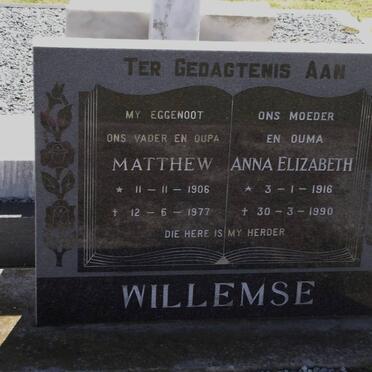 TER GEDAGTENIS AAN
MY EGGENOOT
ONS VADER EN OUPA
MATTHEW
* 11-11-1906
† 12-6-1977
ONS MOEDER
EN OUMA
ANNA ELIZABETH
* 3-1-1916
† 30-3-1990
DIE HERE IS MY HERDER
WILLEMSE